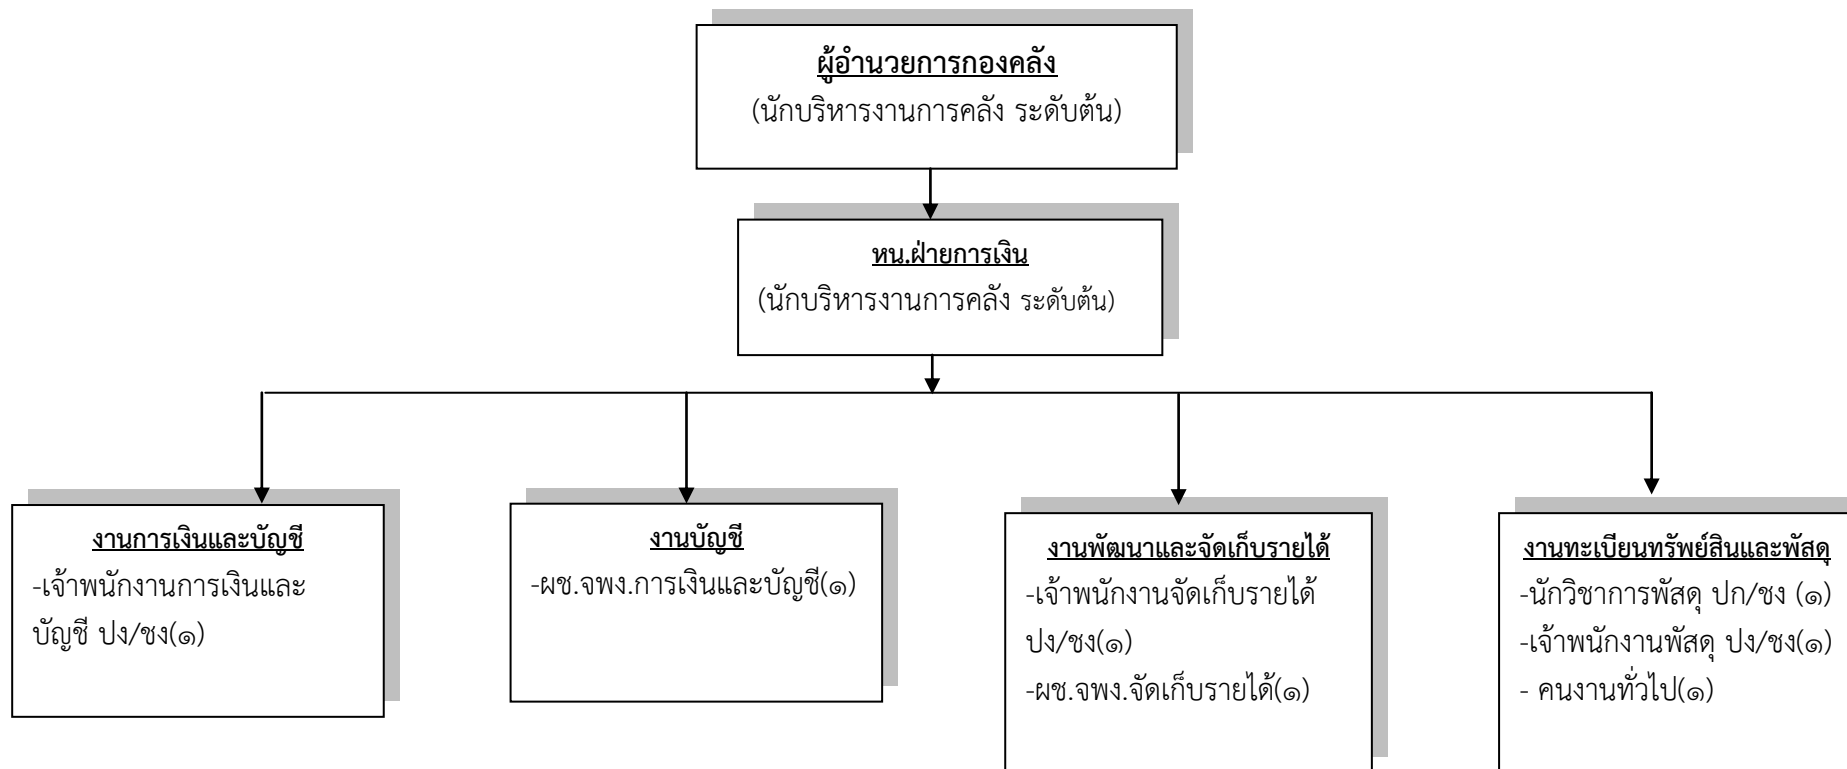 ผู้อำนวยการกองคลัง
(นักบริหารงานการคลัง ระดับต้น)
หน.ฝ่ายการเงิน
(นักบริหารงานการคลัง ระดับต้น)
งานการเงินและบัญชี
-เจ้าพนักงานการเงินและ
บัญชี ปง/ชง(๑)
งานบัญชี
-ผช.จพง.การเงินและบัญชี(๑)
งานพัฒนาและจัดเก็บรายได้
-เจ้าพนักงานจัดเก็บรายได้
ปง/ชง(๑)
-ผช.จพง.จัดเก็บรายได้(๑)
งานทะเบียนทรัพย์สินและพัสดุ
-นักวิชาการพัสดุ ปก/ชง (๑)
-เจ้าพนักงานพัสดุ ปง/ชง(๑)
- คนงานทั่วไป(๑)